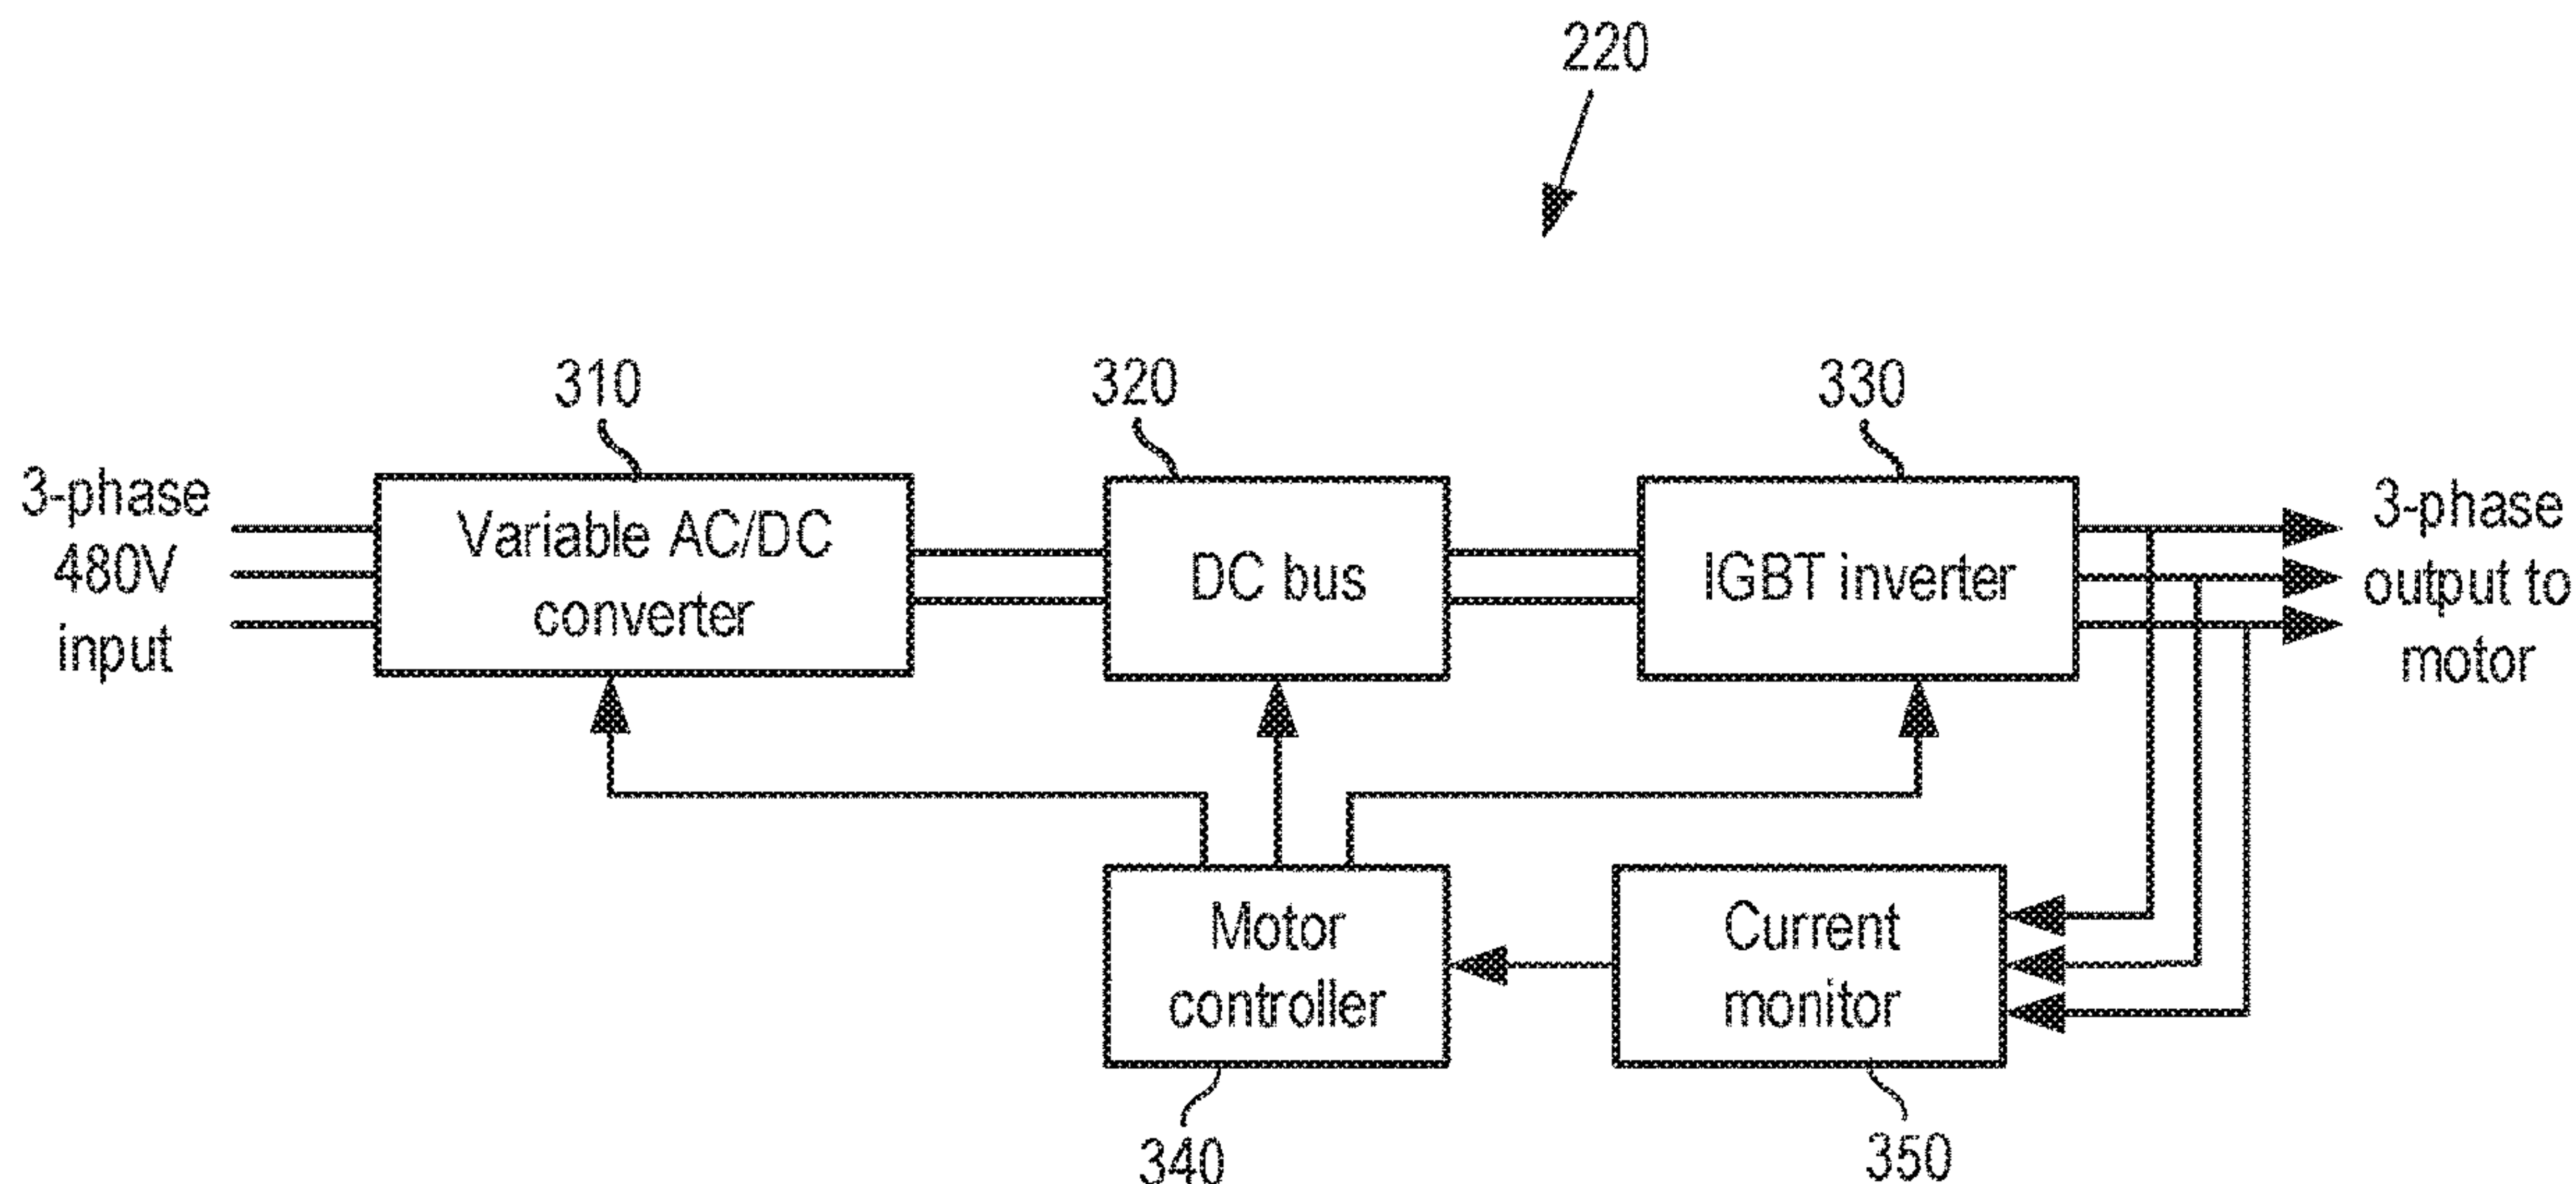 220
310
320
330
3-phase
480V
input
Variable AC/DC
converter
DC bus
IGBT inverter
3-phase
output to
motor
Motor
controller
Current
monitor
340
350